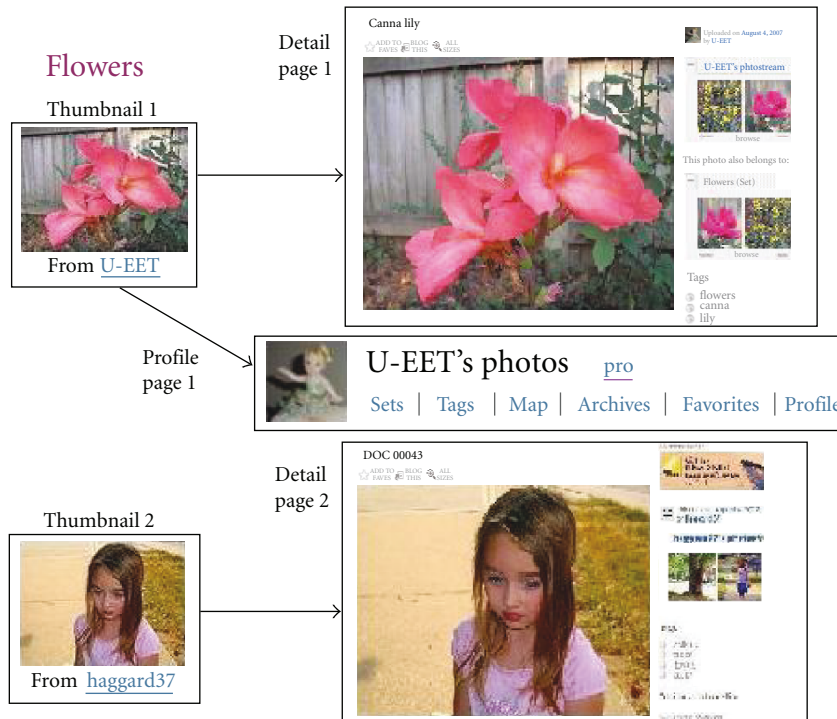 Flowers
Thumbnail 1
From U-EET
Detail
page 1
Canna lily
ADD TO
FAVES
BLOG
THIS
ALL
SIZES
Uploaded on August 4, 2007
by U-EET
U-EET's phtostream
browse
This photo also belongs to:
Flowers (Set)
browse
Tags
flowers
canna
lily
Profile
page 1
U-EET's photos pro
Sets | Tags | Map | Archives | Favorites | Profile
Thumbnail 2
From haggard37
Detail
page 2
DOC 00043
ADD TO
FAVES
BLOG
THIS
ALL
SIZES